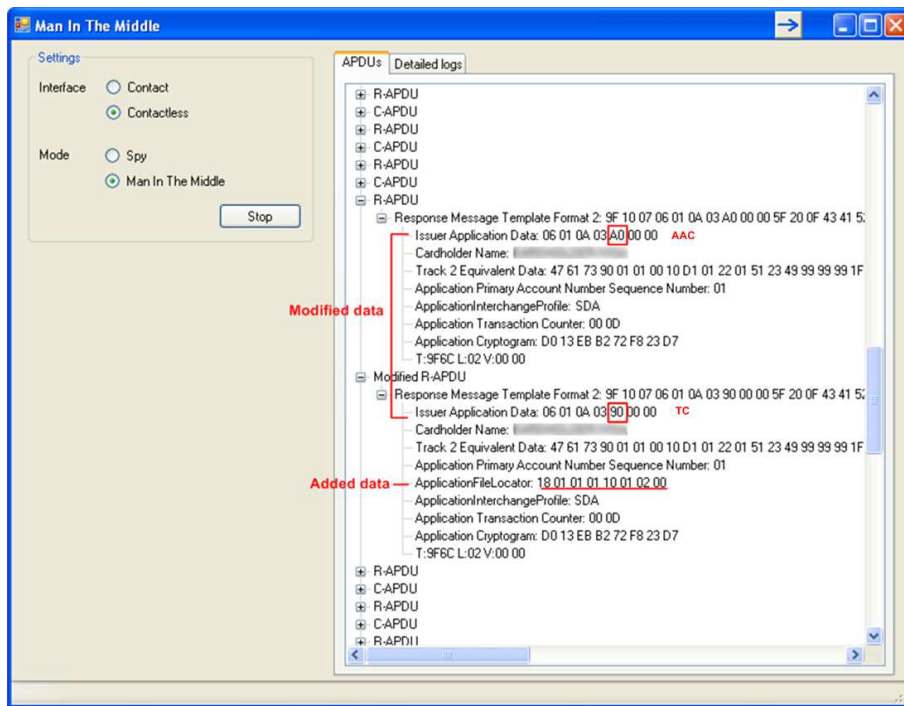 Man In The Middle
Settings
Interface
Contact
Contactless
Mode
Spy
Man In The Middle
Stop
APDUs
Detailed logs
R-APDU
C-APDU
R-APDU
C-APDU
R-APDU
C-APDU
R-APDU
Response Message Template Format 2: 9F 10 07 06 01 0A 03 A0 00 00 5F 20 0F 43 41 52
Issuer Application Data: 06 01 0A 03 A0 00 00 AAC
Cardholder Name:
Track 2 Equivalent Data: 47 61 73 90 01 01 00 10 D1 01 22 01 51 23 49 99 99 99 1F
Application Primary Account Number Sequence Number: 01
Modified data
ApplicationInterchangeProfile: SDA
Application Transaction Counter: 00 0D
Application Cryptogram: D0 13 EB B2 72 F8 23 D7
T:9F6C L:02 V:00 00
Modified R-APDU
Response Message Template Format 2: 9F 10 07 06 01 0A 03 90 00 00 5F 20 0F 43 41 52
Issuer Application Data: 06 01 0A 03 90 00 00 TC
Cardholder Name:
Track 2 Equivalent Data: 47 61 73 90 01 01 00 10 D1 01 22 01 51 23 49 99 99 99 1F
Application Primary Account Number Sequence Number: 01
Added data
ApplicationFileLocator: 18 01 01 01 10 01 02 00
ApplicationInterchangeProfile: SDA
Application Transaction Counter: 00 0D
Application Cryptogram: D0 13 EB B2 72 F8 23 D7
T:9F6C L:02 V:00 00
R-APDU
C-APDU
R-APDU
C-APDU
R-APDU